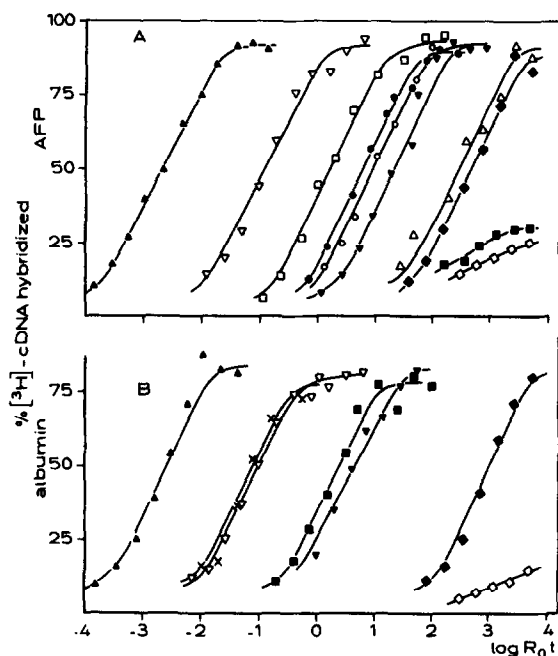 100
A
75
50
25
AFP
% [³H]-cDNA hybridized
B
75
50
25
albumin
-4 -3 -2 -1 0 1 2 3 4
log R₀t